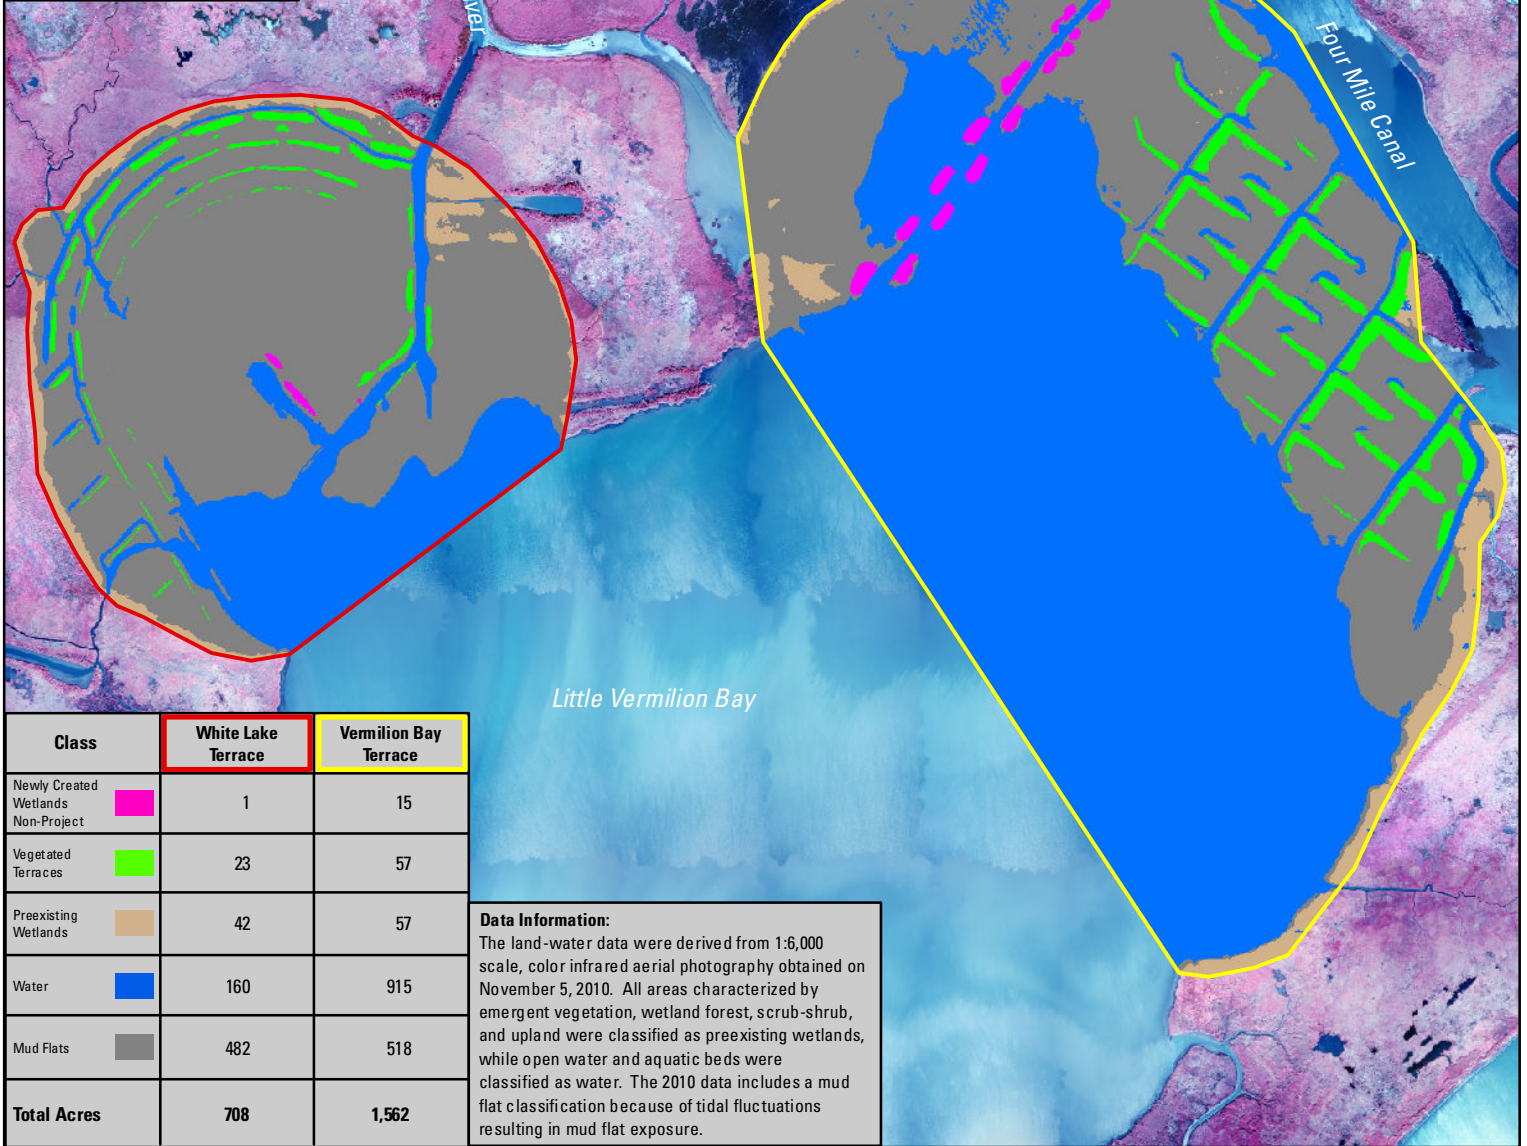 Four Mile Canal
Little Vermilion Bay
Class
White Lake
Terrace
Vermilion Bay
Terrace
Newly Created
Wetlands
Non-Project
1
15
Vegetated
Terraces
23
57
Preexisting
Wetlands
42
57
Water
160
915
Mud Flats
482
518
Total Acres
708
1,562
Data Information:
The land-water data were derived from 1:6,000
scale, color infrared aerial photography obtained on
November 5, 2010. All areas characterized by
emergent vegetation, wetland forest, scrub-shrub,
and upland were classified as preexisting wetlands,
while open water and aquatic beds were
classified as water. The 2010 data includes a mud
flat classification because of tidal fluctuations
resulting in mud flat exposure.